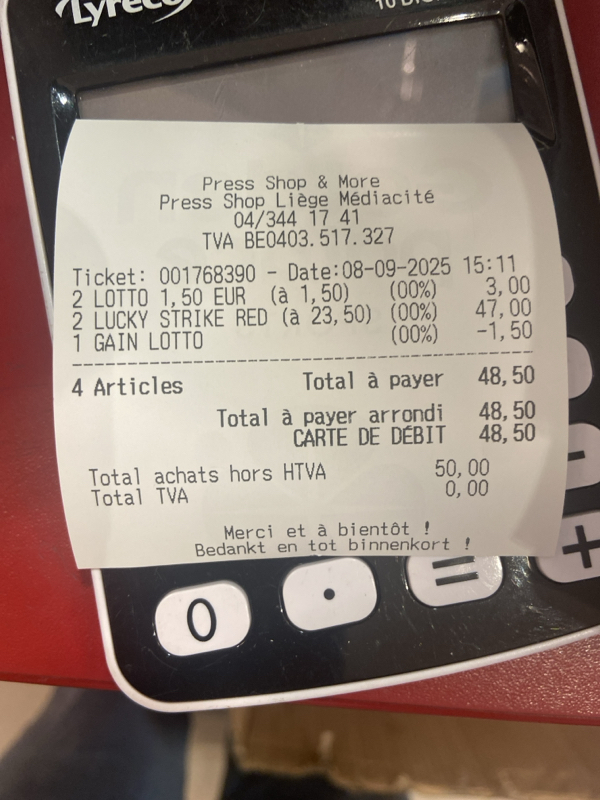 Lyreco
Press Shop & More
Press Shop Liège Médiacité
04/344 17 41
TVA BE0403.517.327
Ticket: 001768390 - Date:08-09-2025 15:11
2 LOTTO 1,50 EUR (à 1,50) (00%) 3,00
2 LUCKY STRIKE RED (à 23,50) (00%) 47,00
1 GAIN LOTTO (00%) -1,50
4 Articles Total à payer 48,50
Total à payer arrondi 48,50
CARTE DE DÉBIT 48,50
Total achats hors HTVA 50,00
Total TVA 0,00
Merci et à bientôt !
Bedankt en tot binnenkort !
0 . = +
-